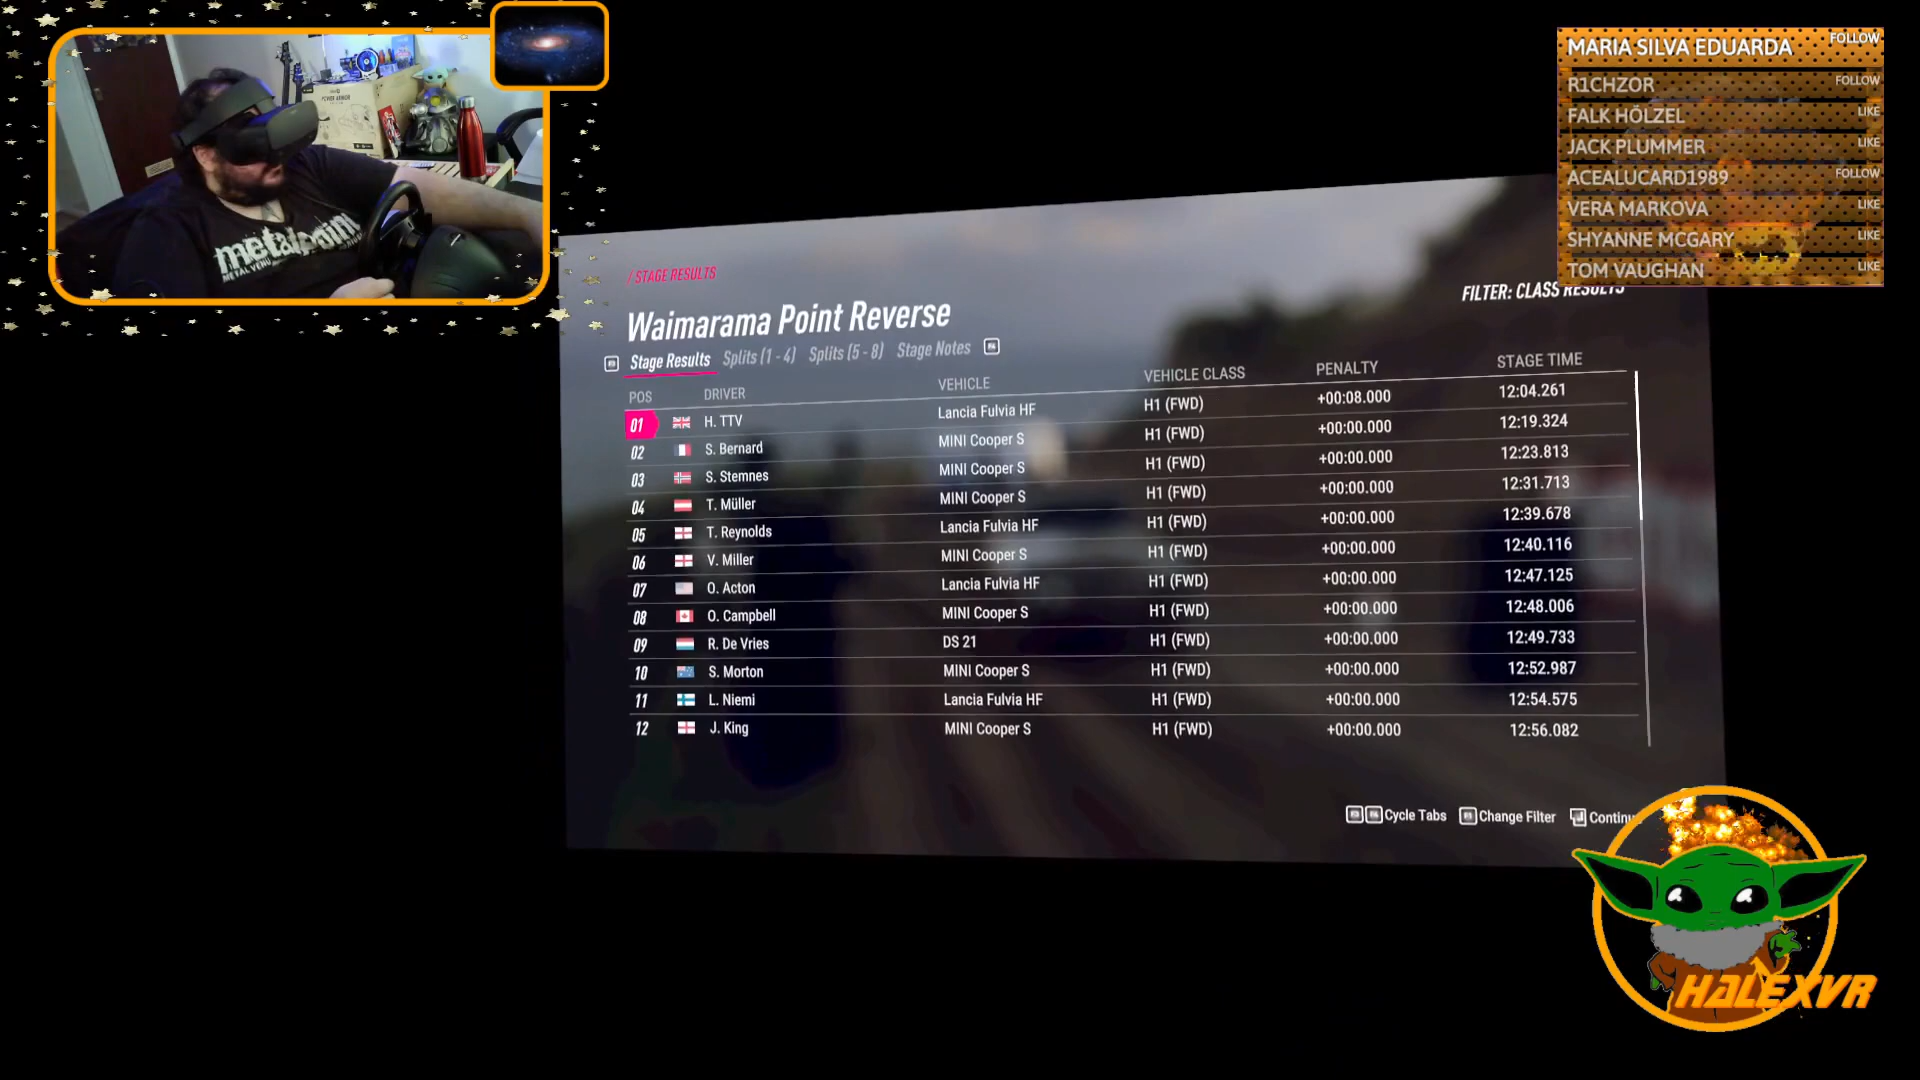 metalpoint
METAL VENU
MARIA SILVA EDUARDA FOLLOW
R1CHZOR FOLLOW
FALK HÖLZEL LIKE
JACK PLUMMER LIKE
ACEALUCARD1989 FOLLOW
VERA MARKOVA LIKE
SHYANNE MCGARY LIKE
TOM VAUGHAN LIKE
/ STAGE RESULTS
FILTER: CLASS RESULTS
Waimarama Point Reverse
Stage Results Splits (1 - 4) Splits (5 - 8) Stage Notes
POS DRIVER VEHICLE VEHICLE CLASS PENALTY STAGE TIME
01 H. TTV Lancia Fulvia HF H1 (FWD) +00:08.000 12:04.261
02 S. Bernard MINI Cooper S H1 (FWD) +00:00.000 12:19.324
03 S. Stemnes MINI Cooper S H1 (FWD) +00:00.000 12:23.813
04 T. Müller MINI Cooper S H1 (FWD) +00:00.000 12:31.713
05 T. Reynolds Lancia Fulvia HF H1 (FWD) +00:00.000 12:39.678
06 V. Miller MINI Cooper S H1 (FWD) +00:00.000 12:40.116
07 O. Acton Lancia Fulvia HF H1 (FWD) +00:00.000 12:47.125
08 O. Campbell MINI Cooper S H1 (FWD) +00:00.000 12:48.006
09 R. De Vries DS 21 H1 (FWD) +00:00.000 12:49.733
10 S. Morton MINI Cooper S H1 (FWD) +00:00.000 12:52.987
11 L. Niemi Lancia Fulvia HF H1 (FWD) +00:00.000 12:54.575
12 J. King MINI Cooper S H1 (FWD) +00:00.000 12:56.082
Cycle Tabs Change Filter Continu
HALEXVR